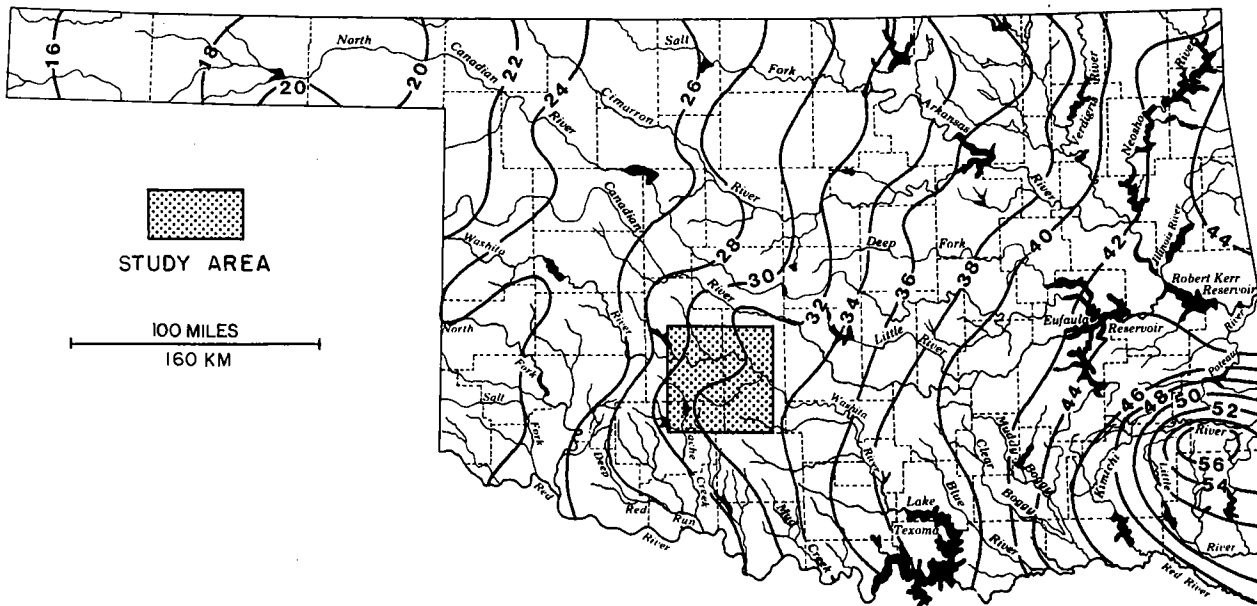 16
18
20
20
22
24
26
28
30
32
34
36
38
40
42
44
44
46
48
50
52
56
54
North
Canadian
River
Salt
Fork
Cimarron
River
Arkansas
River
Verdigris
River
Neosho
River
Illinois River
Canadian
River
Deep
Fork
Washita
River
Little
River
Robert Kerr
Reservoir
Eufaula
Reservoir
River
Poteau
North
Fork
Salt
Fork
Red
Deep
Red
Run
River
Creek
Mud
Creek
Washita
River
Lake
Texoma
Blue
River
Clear
Boggy
Muddy
Boggy
Kimichi
Little
River
River
Red River
STUDY AREA
100 MILES
160 KM